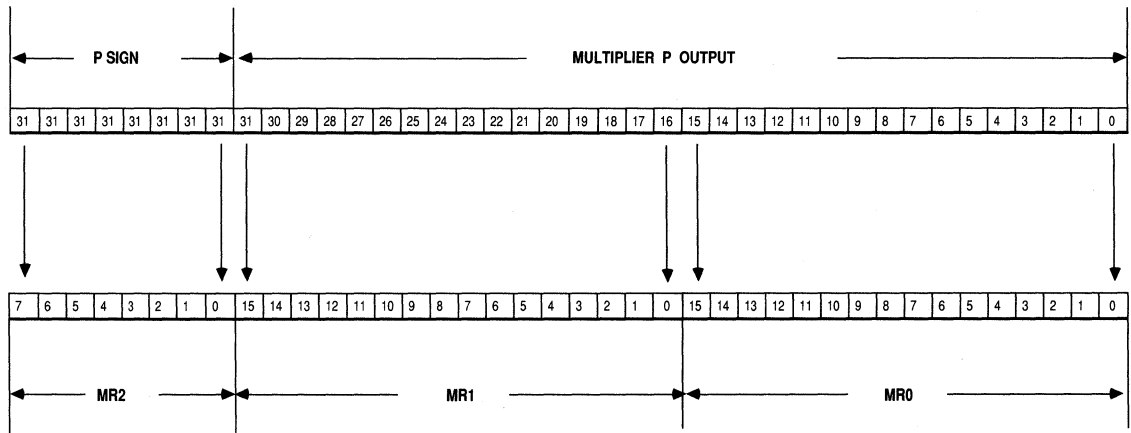 P SIGN MULTIPLIER P OUTPUT
31 31 31 31 31 31 31 31 31 30 29 28 27 26 25 24 23 22 21 20 19 18 17 16 15 14 13 12 11 10 9 8 7 6 5 4 3 2 1 0
7 6 5 4 3 2 1 0 15 14 13 12 11 10 9 8 7 6 5 4 3 2 1 0 15 14 13 12 11 10 9 8 7 6 5 4 3 2 1 0
MR2 MR1 MR0